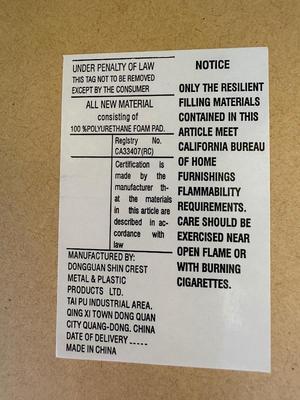 UNDER PENALTY OF LAW
THIS TAG NOT TO BE REMOVED
EXCEPT BY THE CONSUMER
ALL NEW MATERIAL
consisting of
100 %POLYURETHANE FOAM PAD.
Registry No.
CA33407(RC)
Certification is
made by the
manufacturer th-
at the materials
in this article are
described in ac-
cordance with
law
MANUFACTURED BY:
DONGGUAN SHIN CREST
METAL & PLASTIC
PRODUCTS LTD.
TAI PU INDUSTRIAL AREA.
QING XI TOWN DONG QUAN
CITY QUANG-DONG. CHINA
DATE OF DELIVERY -----
MADE IN CHINA
NOTICE
ONLY THE RESILIENT
FILLING MATERIALS
CONTAINED IN THIS
ARTICLE MEET
CALIFORNIA BUREAU
OF HOME
FURNISHINGS
FLAMMABILITY
REQUIREMENTS.
CARE SHOULD BE
EXERCISED NEAR
OPEN FLAME OR
WITH BURNING
CIGARETTES.